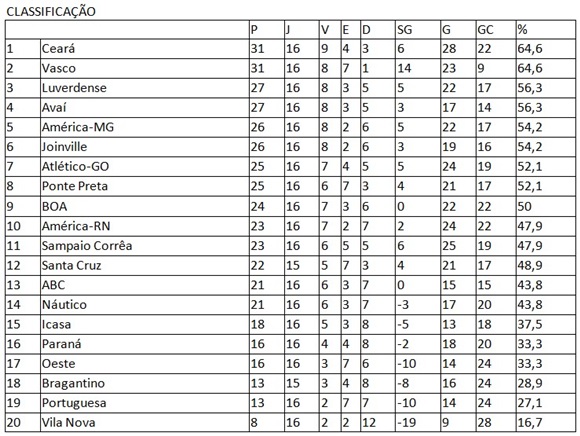 CLASSIFICAÇÃO
P J V E D SG G GC %
1 Ceará 31 16 9 4 3 6 28 22 64,6
2 Vasco 31 16 8 7 1 14 23 9 64,6
3 Luverdense 27 16 8 3 5 5 22 17 56,3
4 Avaí 27 16 8 3 5 3 17 14 56,3
5 América-MG 26 16 8 2 6 5 22 17 54,2
6 Joinville 26 16 8 2 6 3 19 16 54,2
7 Atlético-GO 25 16 7 4 5 5 24 19 52,1
8 Ponte Preta 25 16 6 7 3 4 21 17 52,1
9 BOA 24 16 7 3 6 0 22 22 50
10 América-RN 23 16 7 2 7 2 24 22 47,9
11 Sampaio Corrêa 23 16 6 5 5 6 25 19 47,9
12 Santa Cruz 22 15 5 7 3 4 21 17 48,9
13 ABC 21 16 6 3 7 0 15 15 43,8
14 Náutico 21 16 6 3 7 -3 17 20 43,8
15 Icasa 18 16 5 3 8 -5 13 18 37,5
16 Paraná 16 16 4 4 8 -2 18 20 33,3
17 Oeste 16 16 3 7 6 -10 14 24 33,3
18 Bragantino 13 15 3 4 8 -8 16 24 28,9
19 Portuguesa 13 16 2 7 7 -10 14 24 27,1
20 Vila Nova 8 16 2 2 12 -19 9 28 16,7